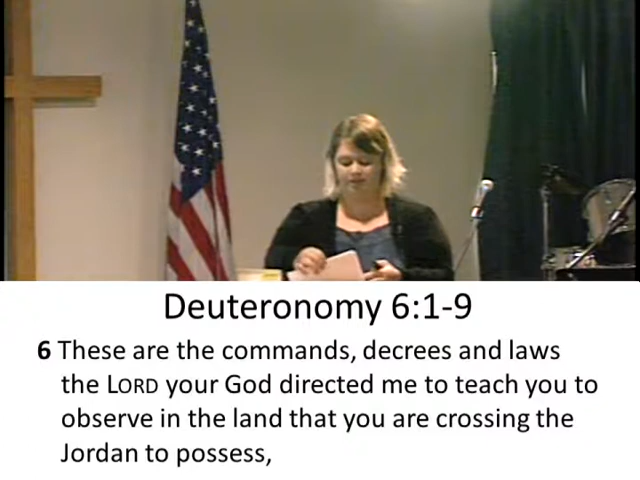 Deuteronomy 6:1-9
6 These are the commands, decrees and laws
the LORD your God directed me to teach you to
observe in the land that you are crossing the
Jordan to possess,